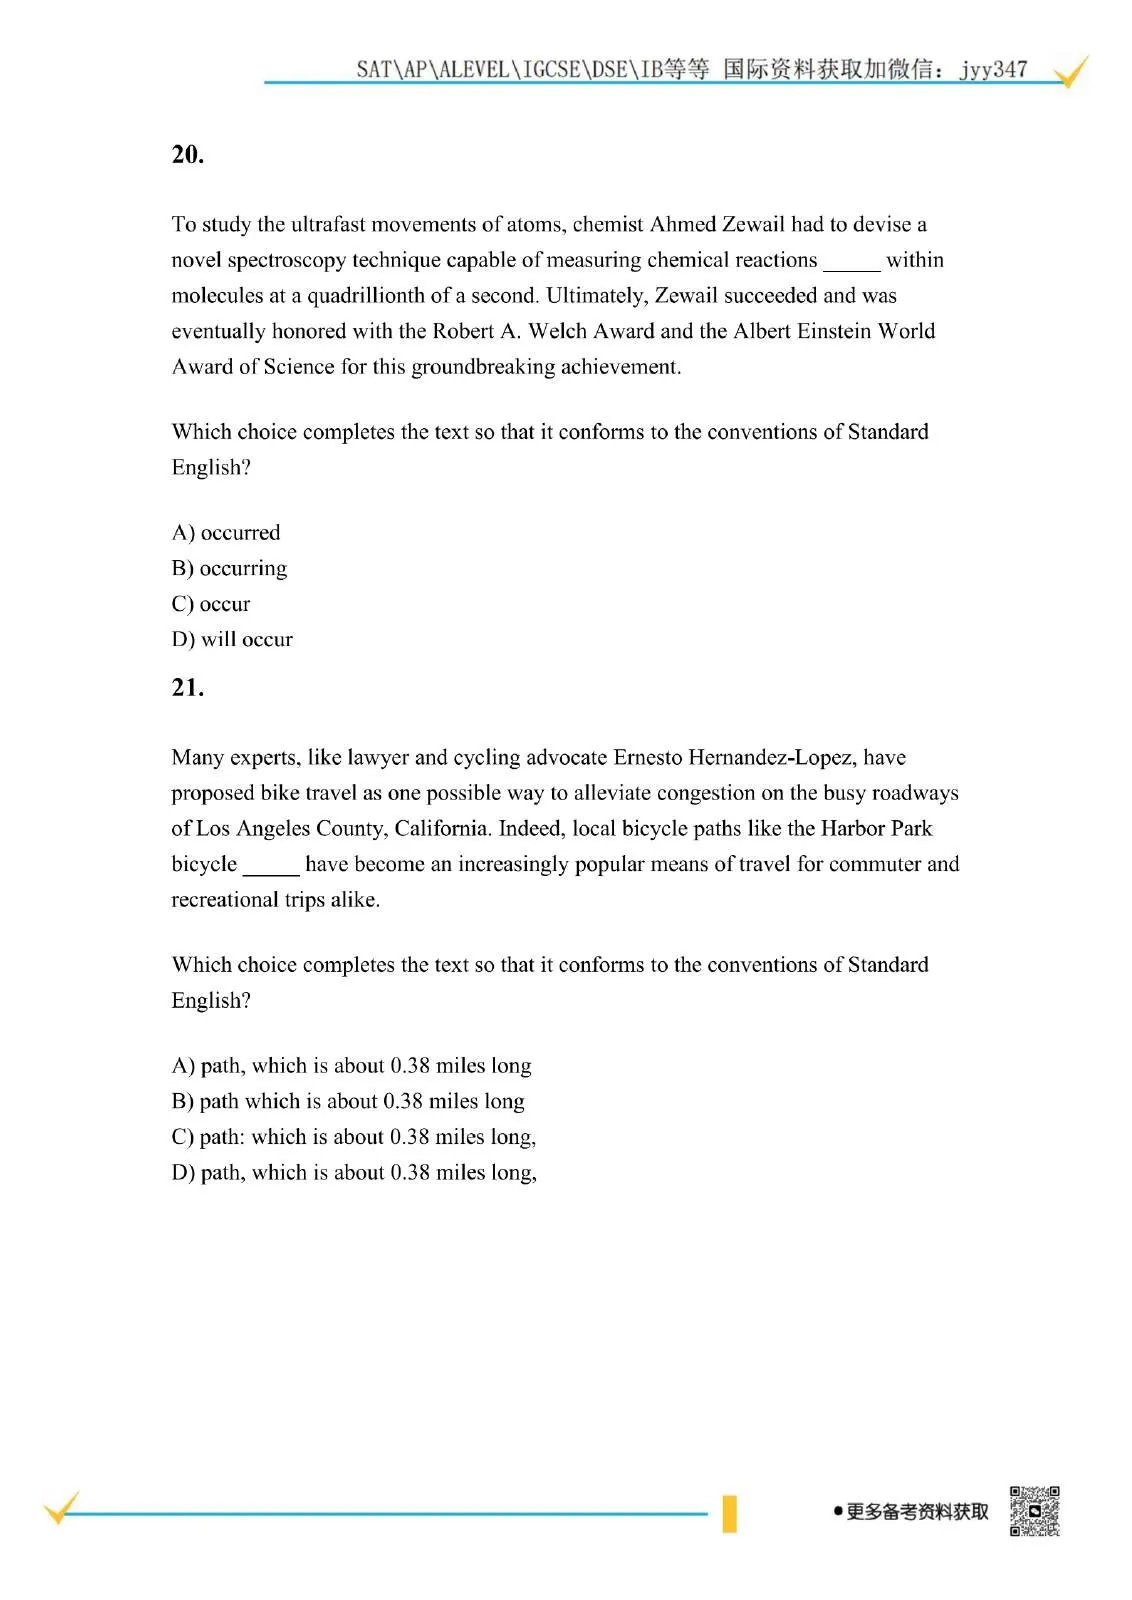 SAT\AP\ALEVEL\IGCSE\DSE\IB等等 国际资料获取加微信：jyy347
20.
To study the ultrafast movements of atoms, chemist Ahmed Zewail had to devise a
novel spectroscopy technique capable of measuring chemical reactions _____ within
molecules at a quadrillionth of a second. Ultimately, Zewail succeeded and was
eventually honored with the Robert A. Welch Award and the Albert Einstein World
Award of Science for this groundbreaking achievement.
Which choice completes the text so that it conforms to the conventions of Standard
English?
A) occurred
B) occurring
C) occur
D) will occur
21.
Many experts, like lawyer and cycling advocate Ernesto Hernandez-Lopez, have
proposed bike travel as one possible way to alleviate congestion on the busy roadways
of Los Angeles County, California. Indeed, local bicycle paths like the Harbor Park
bicycle _____ have become an increasingly popular means of travel for commuter and
recreational trips alike.
Which choice completes the text so that it conforms to the conventions of Standard
English?
A) path, which is about 0.38 miles long
B) path which is about 0.38 miles long
C) path: which is about 0.38 miles long,
D) path, which is about 0.38 miles long,
•更多备考资料获取